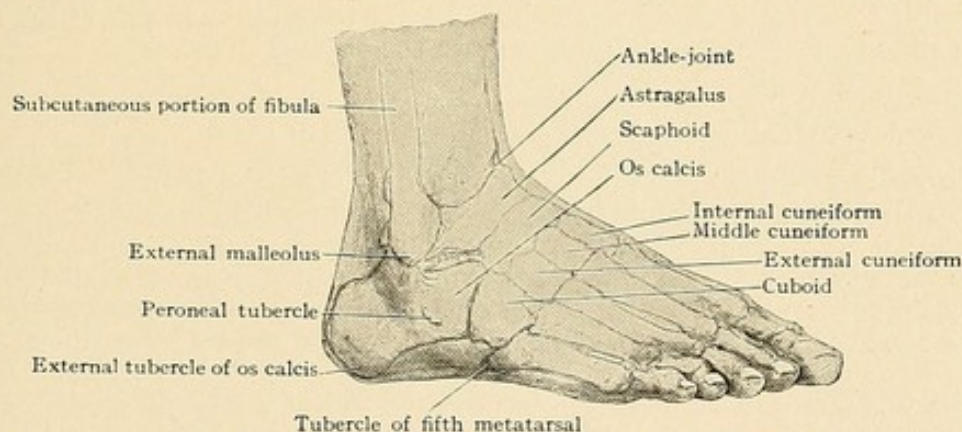 Ankle-joint
Subcutaneous portion of fibula
Astragalus
Scaphoid
Os calcis
Internal cuneiform
Middle cuneiform
External malleolus
External cuneiform
Cuboid
Peroneal tubercle
External tubercle of os calcis
Tubercle of fifth metatarsal